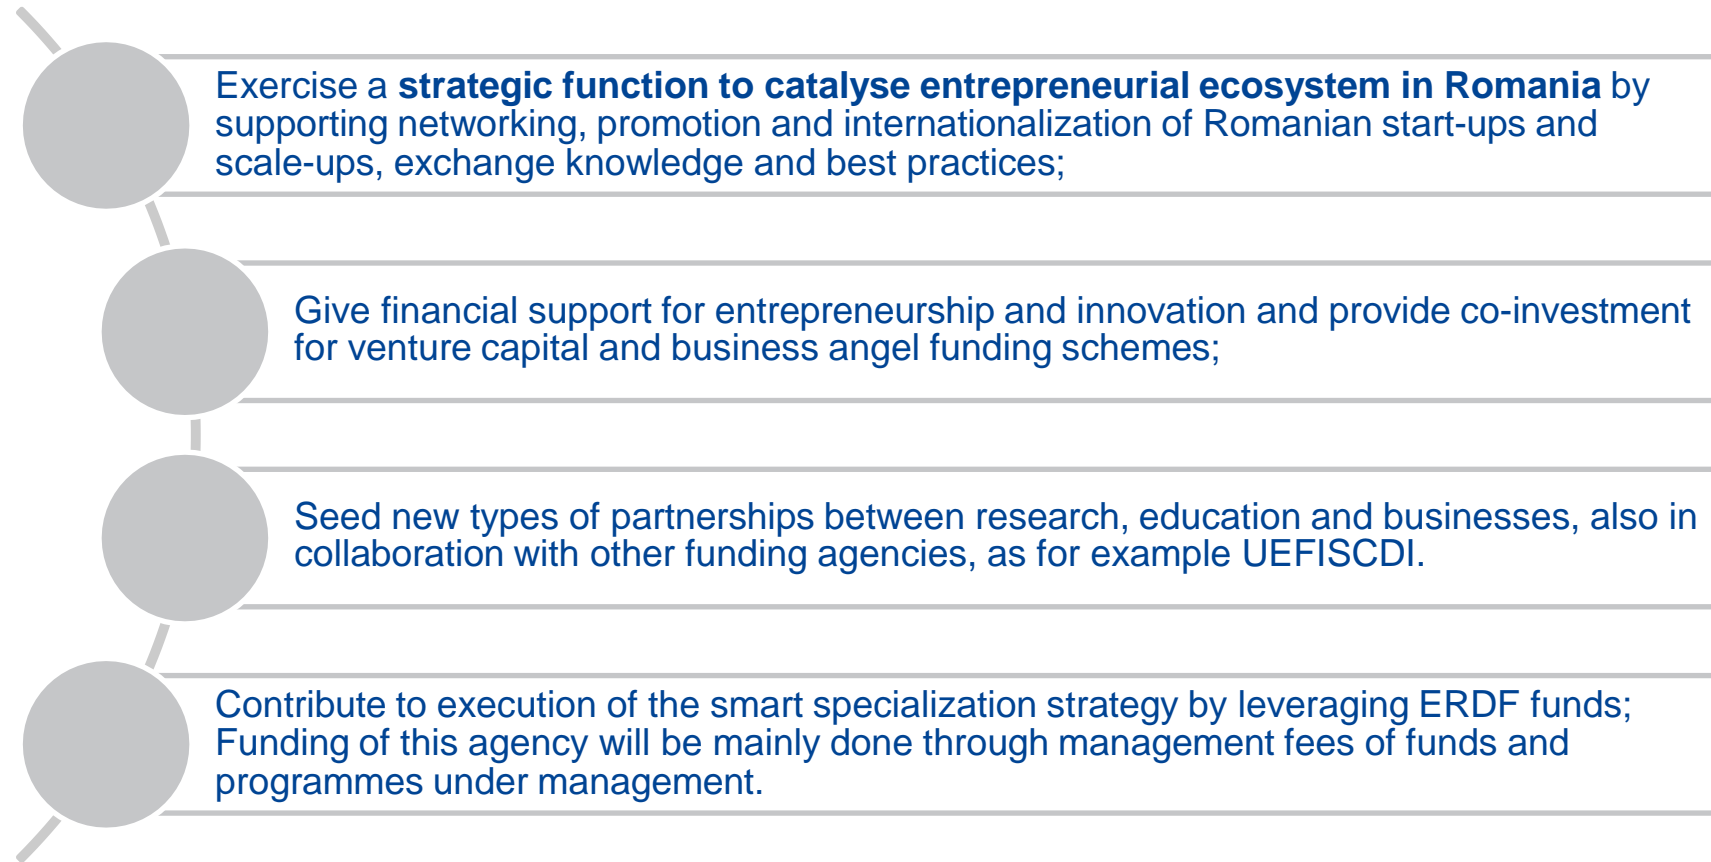 Exercise a strategic function to catalyse entrepreneurial ecosystem in Romania by
supporting networking, promotion and internationalization of Romanian start-ups and
scale-ups, exchange knowledge and best practices;
Give financial support for entrepreneurship and innovation and provide co-investment
for venture capital and business angel funding schemes;
Seed new types of partnerships between research, education and businesses, also in
collaboration with other funding agencies, as for example UEFISCDI.
Contribute to execution of the smart specialization strategy by leveraging ERDF funds;
Funding of this agency will be mainly done through management fees of funds and
programmes under management.